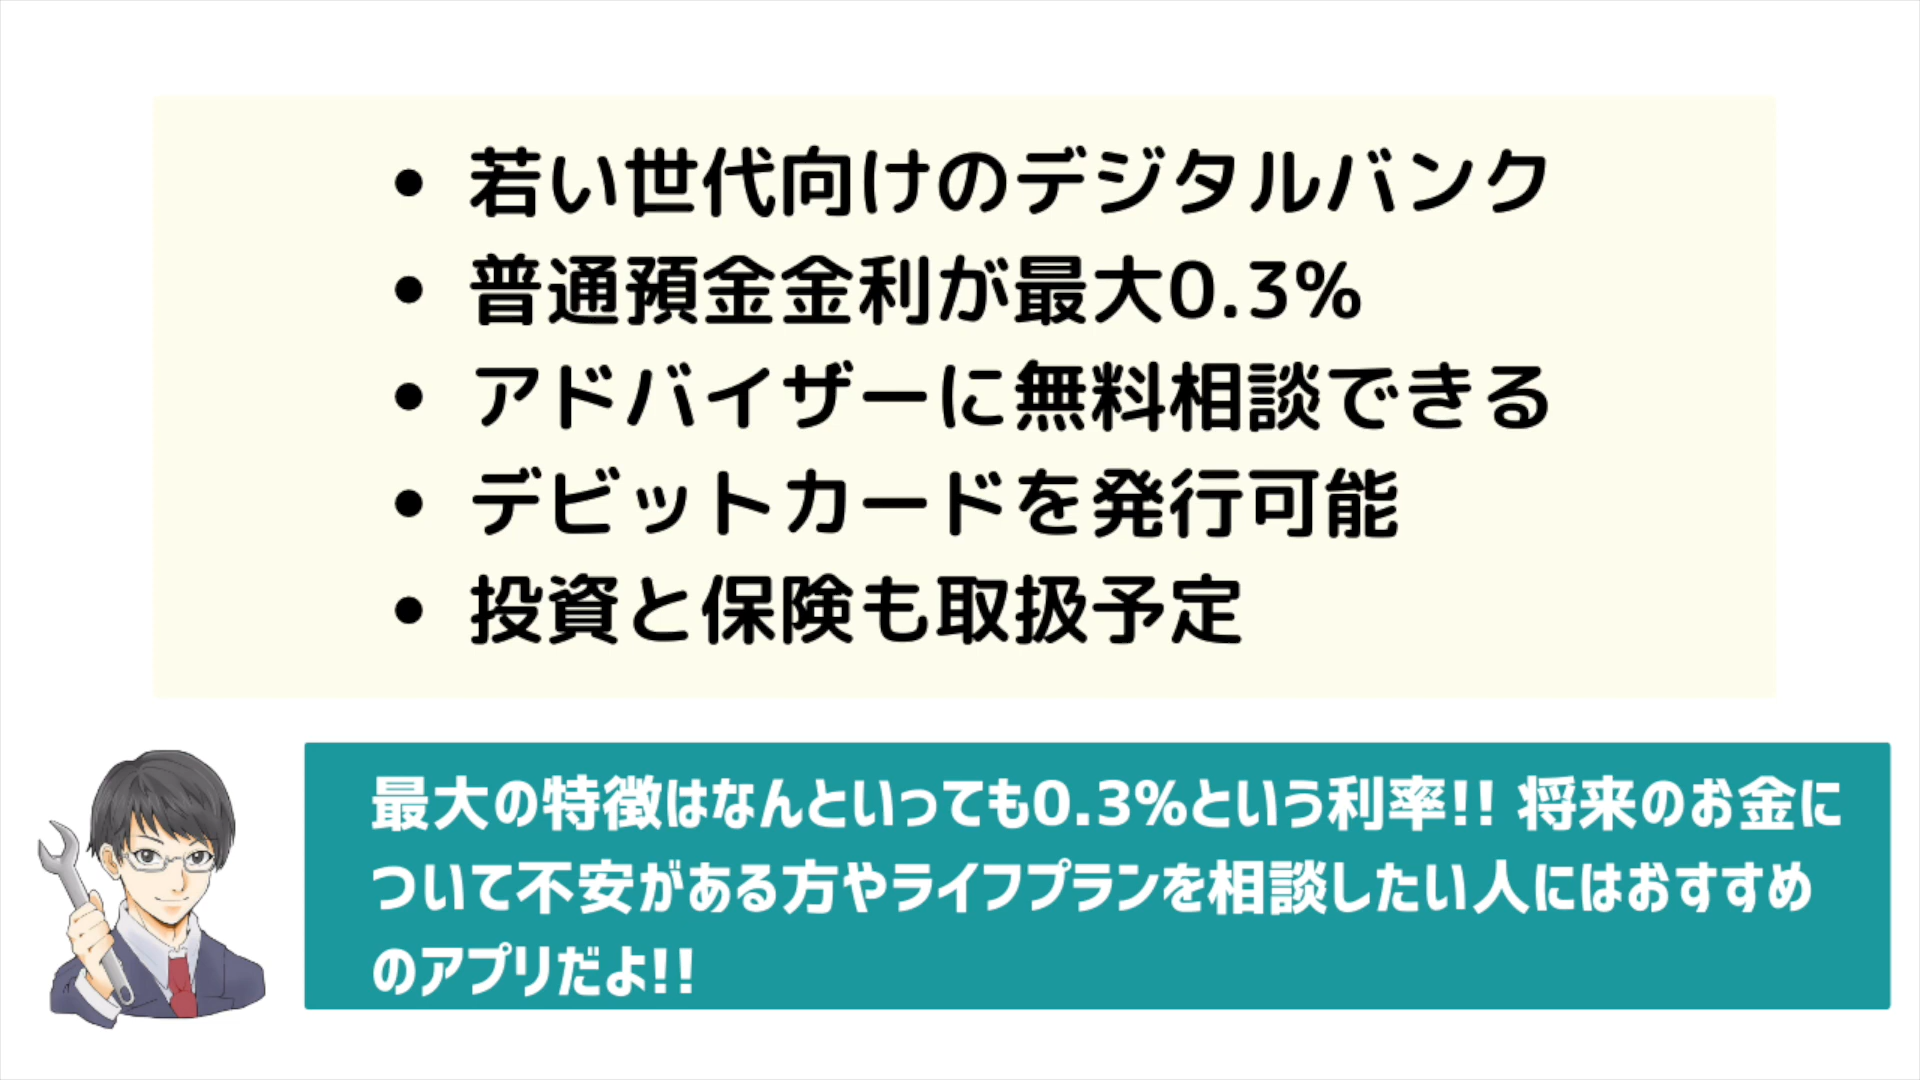 • 若い世代向けのデジタルバンク
• 普通預金金利が最大0.3%
• アドバイザーに無料相談できる
• デビットカードを発行可能
• 投資と保険も取扱予定
最大の特徴はなんといっても0.3%という利率!! 将来のお金に
ついて不安がある方やライフプランを相談したい人にはおすすめ
のアプリだよ!!